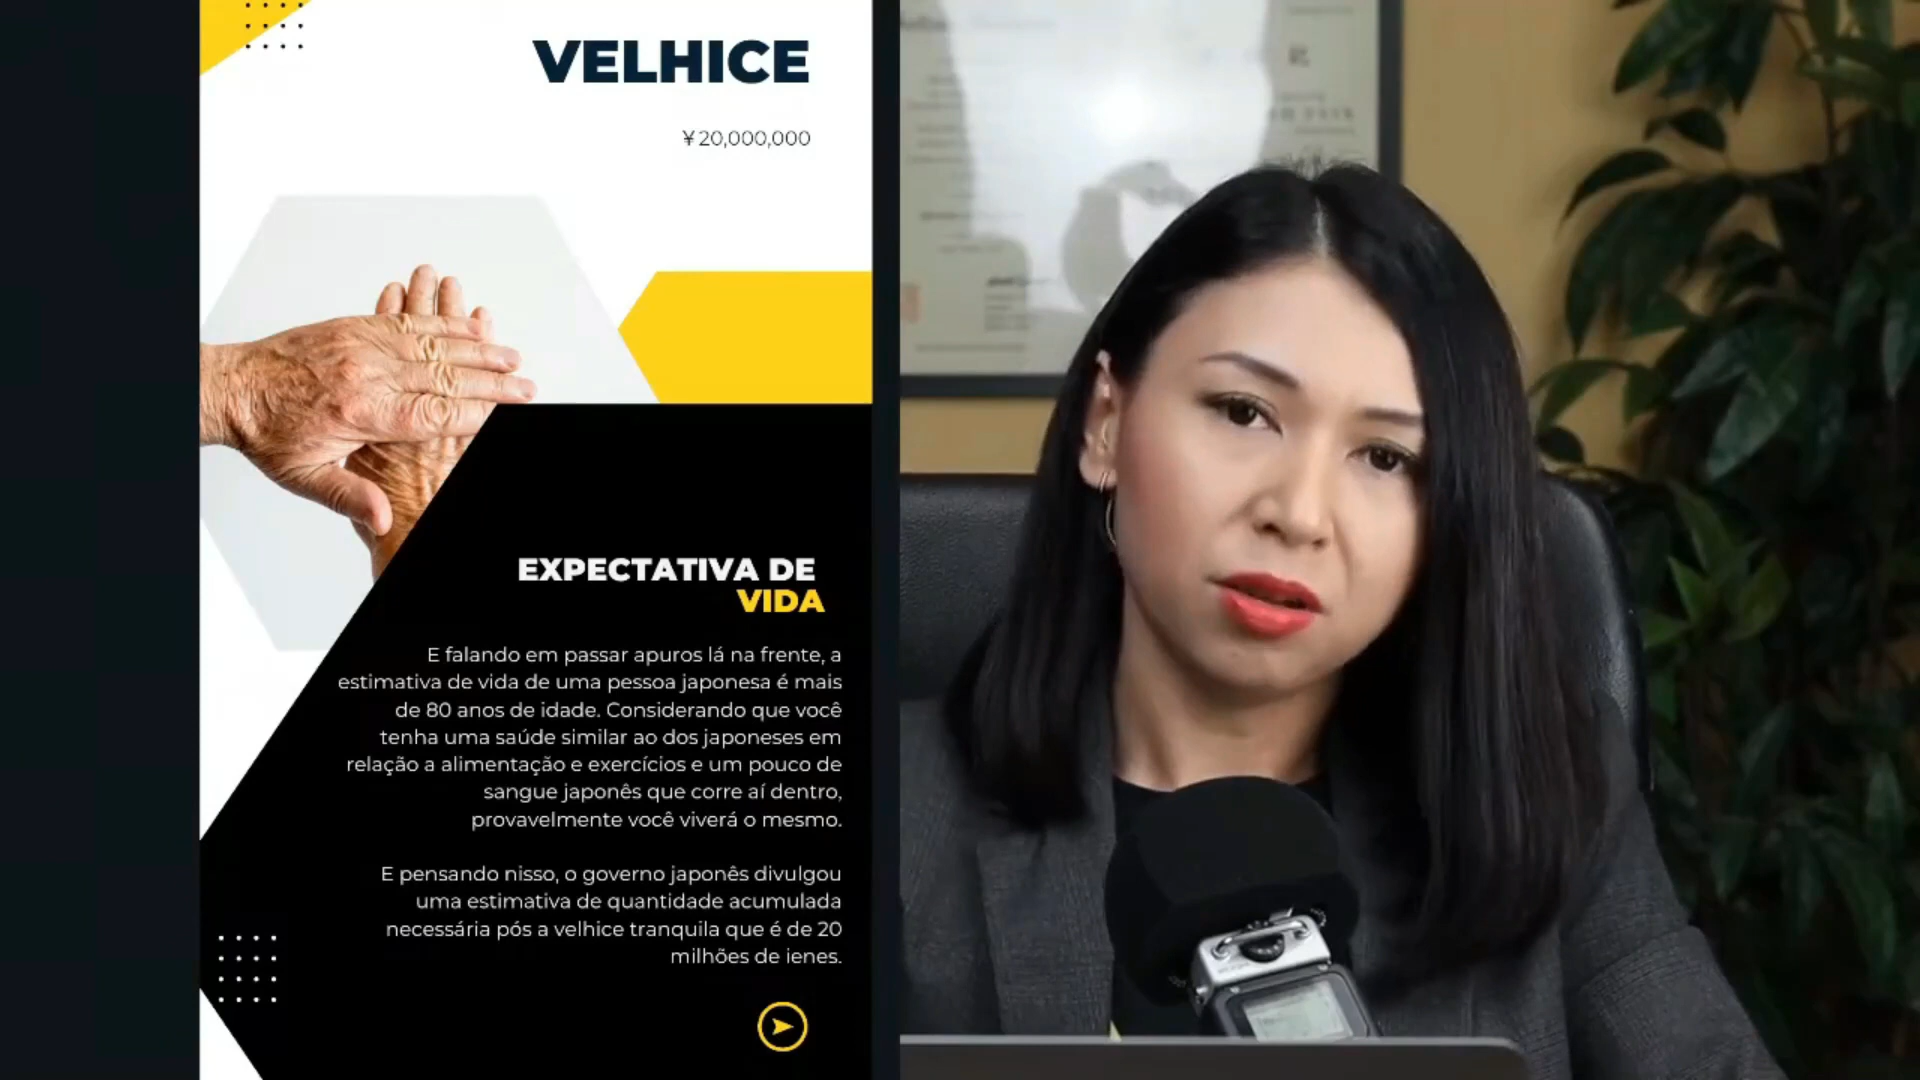 VELHICE
¥20,000,000
EXPECTATIVA DE
VIDA
E falando em passar apuros lá na frente, a
estimativa de vida de uma pessoa japonesa é mais
de 80 anos de idade. Considerando que você
tenha uma saúde similar ao dos japoneses em
relação a alimentação e exercícios e um pouco de
sangue japonês que corre aí dentro,
provavelmente você viverá o mesmo.
E pensando nisso, o governo japonês divulgou
uma estimativa de quantidade acumulada
necessária pós a velhice tranquila que é de 20
milhões de ienes.